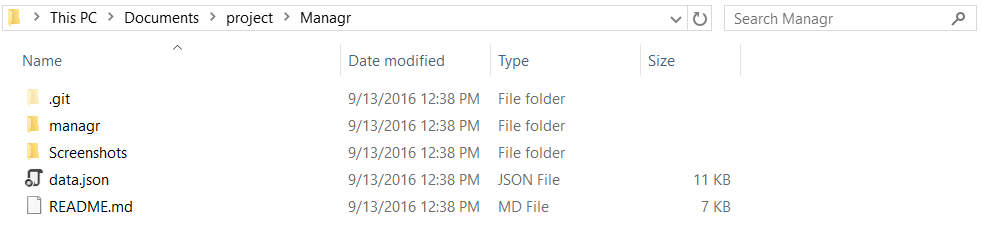 This PC > Documents > project > Managr
Search Managr
Name Date modified Type Size
.git 9/13/2016 12:38 PM File folder
managr 9/13/2016 12:38 PM File folder
Screenshots 9/13/2016 12:38 PM File folder
data.json 9/13/2016 12:38 PM JSON File 11 KB
README.md 9/13/2016 12:38 PM MD File 7 KB